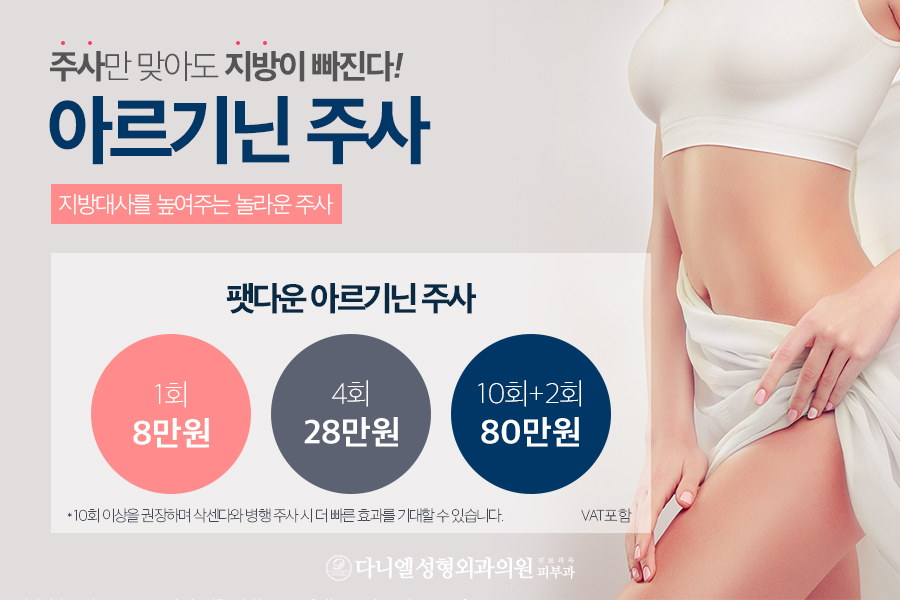 주사만 맞아도 지방이 빠진다!
아르기닌 주사
지방대사를 높여주는 놀라운 주사
팻다운 아르기닌 주사
1회
8만원
4회
28만원
10회+2회
80만원
*10회 이상을 권장하며 삭센다와 병행 주사 시 더 빠른 효과를 기대할 수 있습니다.
VAT포함
다니엘성형외과의원
진료과목
피부과